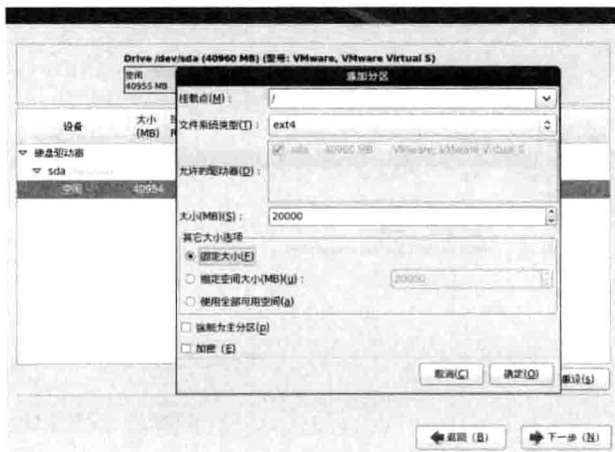 Drive /dev/sda (40960 MB) (型号: VMware, VMware Virtual S)
空闲
40955 MB
添加分区
挂载点(M):
/
文件系统类型(T):
ext4
允许的驱动器(D):
sda 40960 MB VMware, VMware Virtual S
大小(MB)(S):
20000
其它大小选项
固定大小(F)
指定空间大小(MB)(u):
20000
使用全部可用空间(a)
强制为主分区(p)
加密 (E)
取消(C)
确定(O)
设备
大小
(MB)
硬盘驱动器
sda
空闲
40954
重设(s)
返回 (B)
下一步 (N)